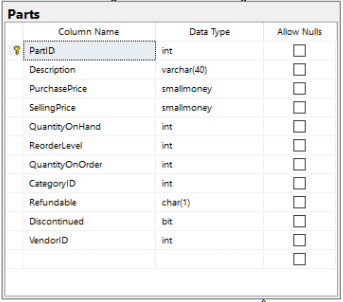 Parts
Column Name Data Type Allow Nulls
PartID int
Description varchar(40)
PurchasePrice smallmoney
SellingPrice smallmoney
QuantityOnHand int
ReorderLevel int
QuantityOnOrder int
CategoryID int
Refundable char(1)
Discontinued bit
VendorID int